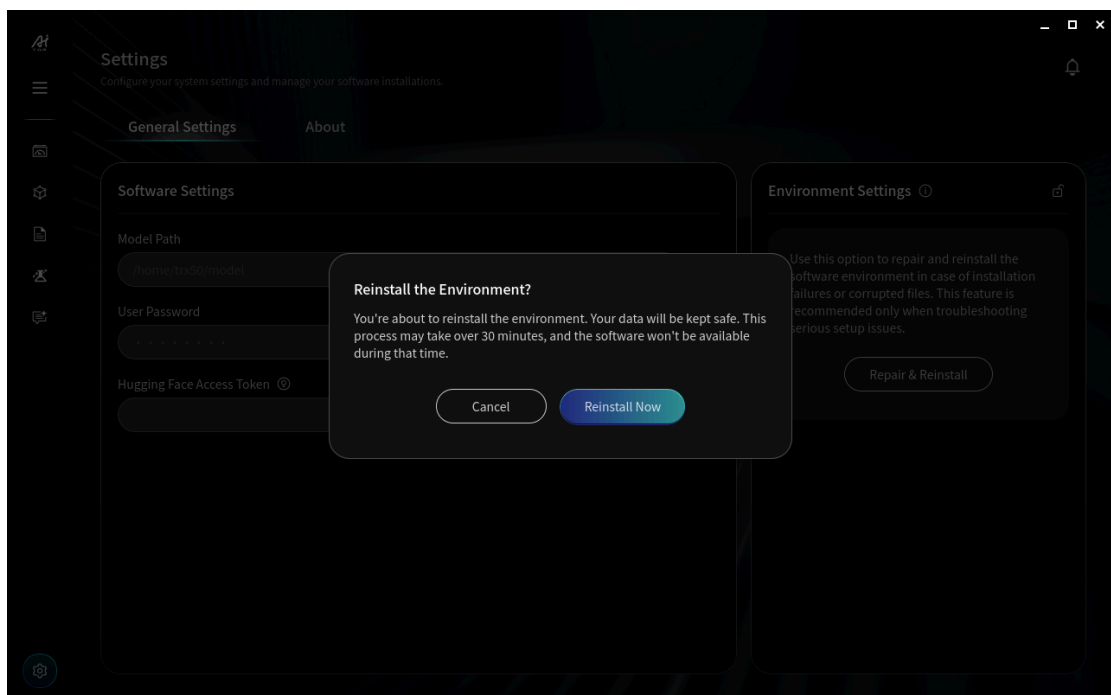 Settings
Configure your system settings and manage your software installations.
General Settings
About
Software Settings
Model Path
/home/trx50/model
User Password
Hugging Face Access Token
Environment Settings
Use this option to repair and reinstall the
software environment in case of installation
failures or corrupted files. This feature is
recommended only when troubleshooting
serious setup issues.
Repair & Reinstall
Reinstall the Environment?
You're about to reinstall the environment. Your data will be kept safe. This
process may take over 30 minutes, and the software won't be available
during that time.
Cancel
Reinstall Now